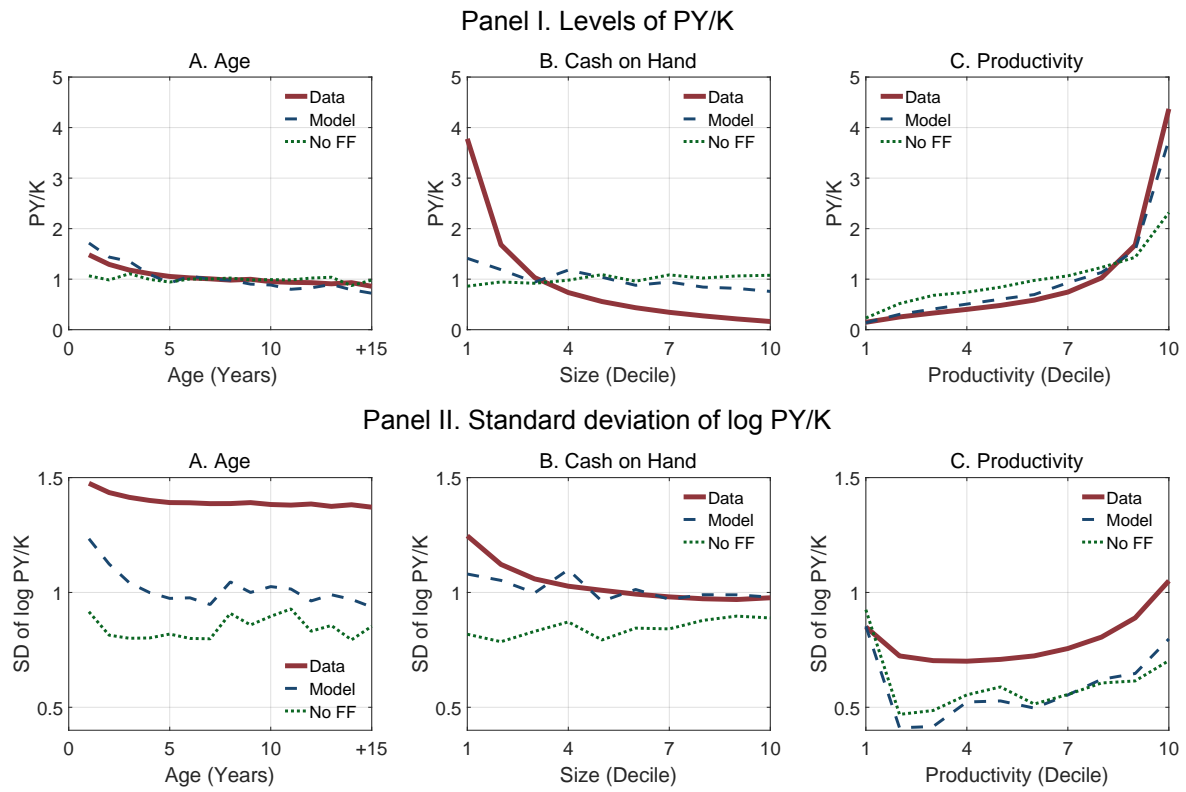 Panel I. Levels of PY/K
A. Age
5
4
3
2
1
0
PY/K
Data
Model
No FF
0
5
10
+15
Age (Years)
B. Cash on Hand
5
4
3
2
1
0
PY/K
Data
Model
No FF
1
4
7
10
Size (Decile)
C. Productivity
5
4
3
2
1
0
PY/K
Data
Model
No FF
1
4
7
10
Productivity (Decile)
Panel II. Standard deviation of log PY/K
A. Age
1.5
1
0.5
SD of log PY/K
Data
Model
No FF
0
5
10
+15
Age (Years)
B. Cash on Hand
1.5
1
0.5
SD of log PY/K
Data
Model
No FF
1
4
7
10
Size (Decile)
C. Productivity
1.5
1
0.5
SD of log PY/K
Data
Model
No FF
1
4
7
10
Productivity (Decile)